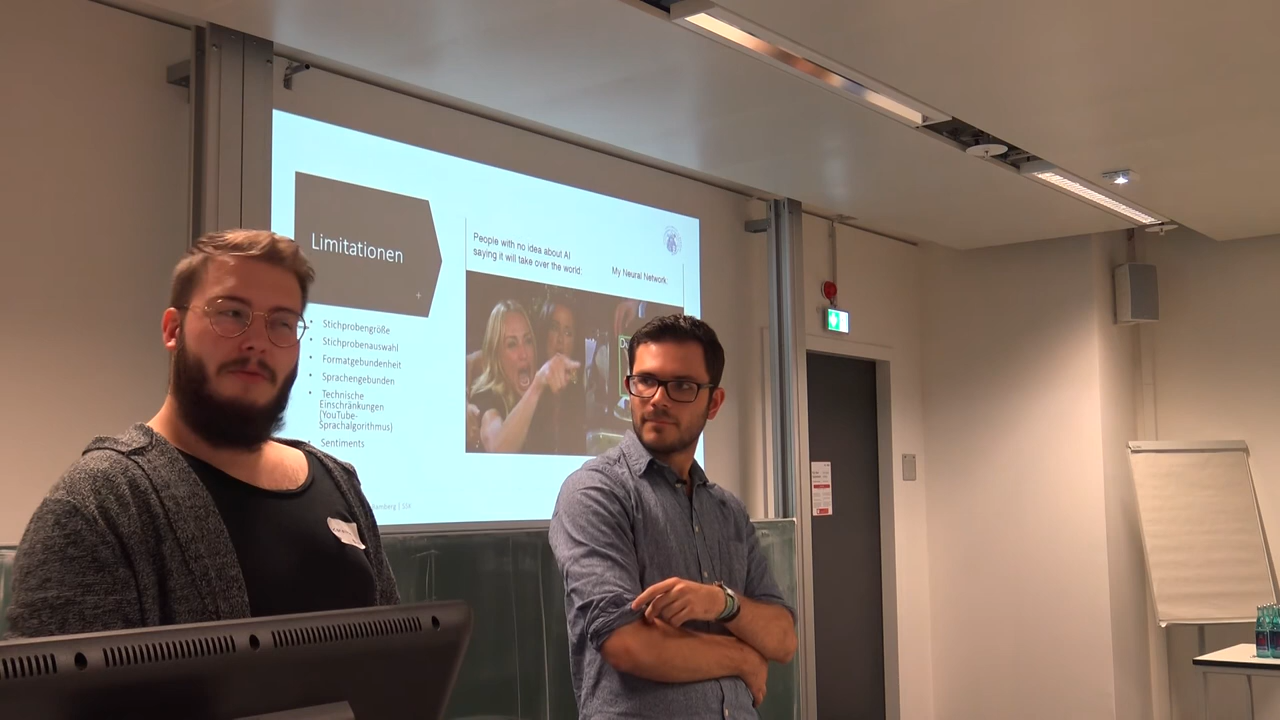 Limitationen
People with no idea about AI
saying it will take over the world:
My Neural Network:
• Stichprobengröße
• Stichprobenauswahl
• Formatgebundenheit
• Sprachengebunden
• Technische
Einschränkungen
(YouTube-
Sprachalgorithmus)
• Sentiments